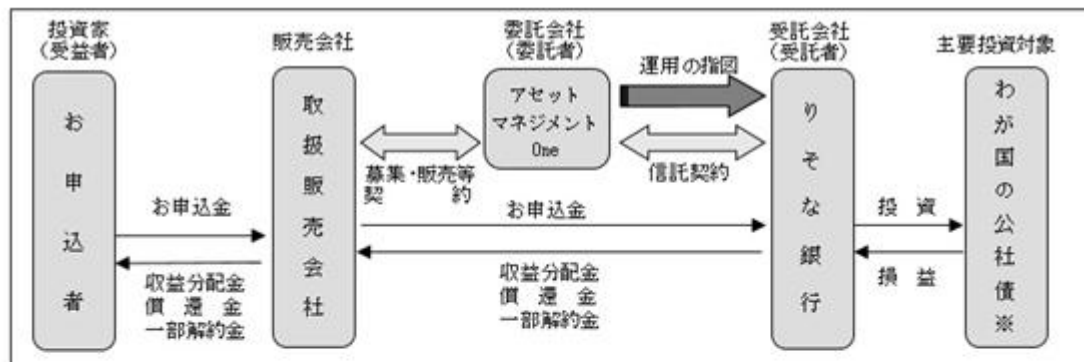 投資家
（受益者）
販売会社
委託会社
（委託者）
受託会社
（受託者）
主要投資対象
お申込者
取扱販売会社
アセット
マネジメント
One
運用の指図
りそな銀行
わが国の公社債※
募集・販売等
契約
信託契約
お申込金
お申込金
投資
収益分配金
償還金
一部解約金
収益分配金
償還金
一部解約金
損益